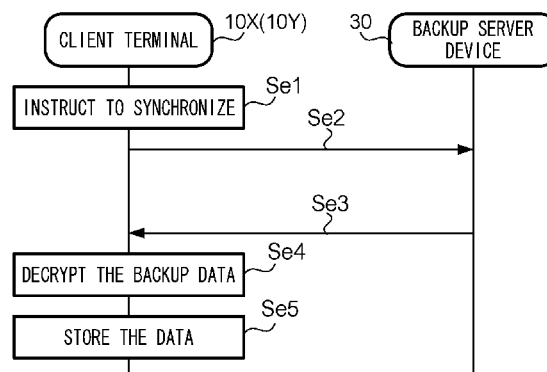 CLIENT TERMINAL
10X(10Y)
30
BACKUP SERVER
DEVICE
Se1
INSTRUCT TO SYNCHRONIZE
Se2
Se3
Se4
DECRYPT THE BACKUP DATA
Se5
STORE THE DATA